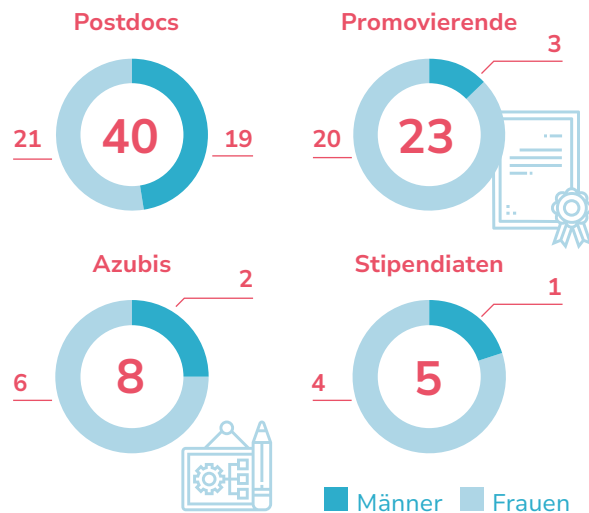 Postdocs
40
21
19
Promovierende
3
23
20
Azubis
2
8
6
Stipendiaten
1
5
4
Männer
Frauen